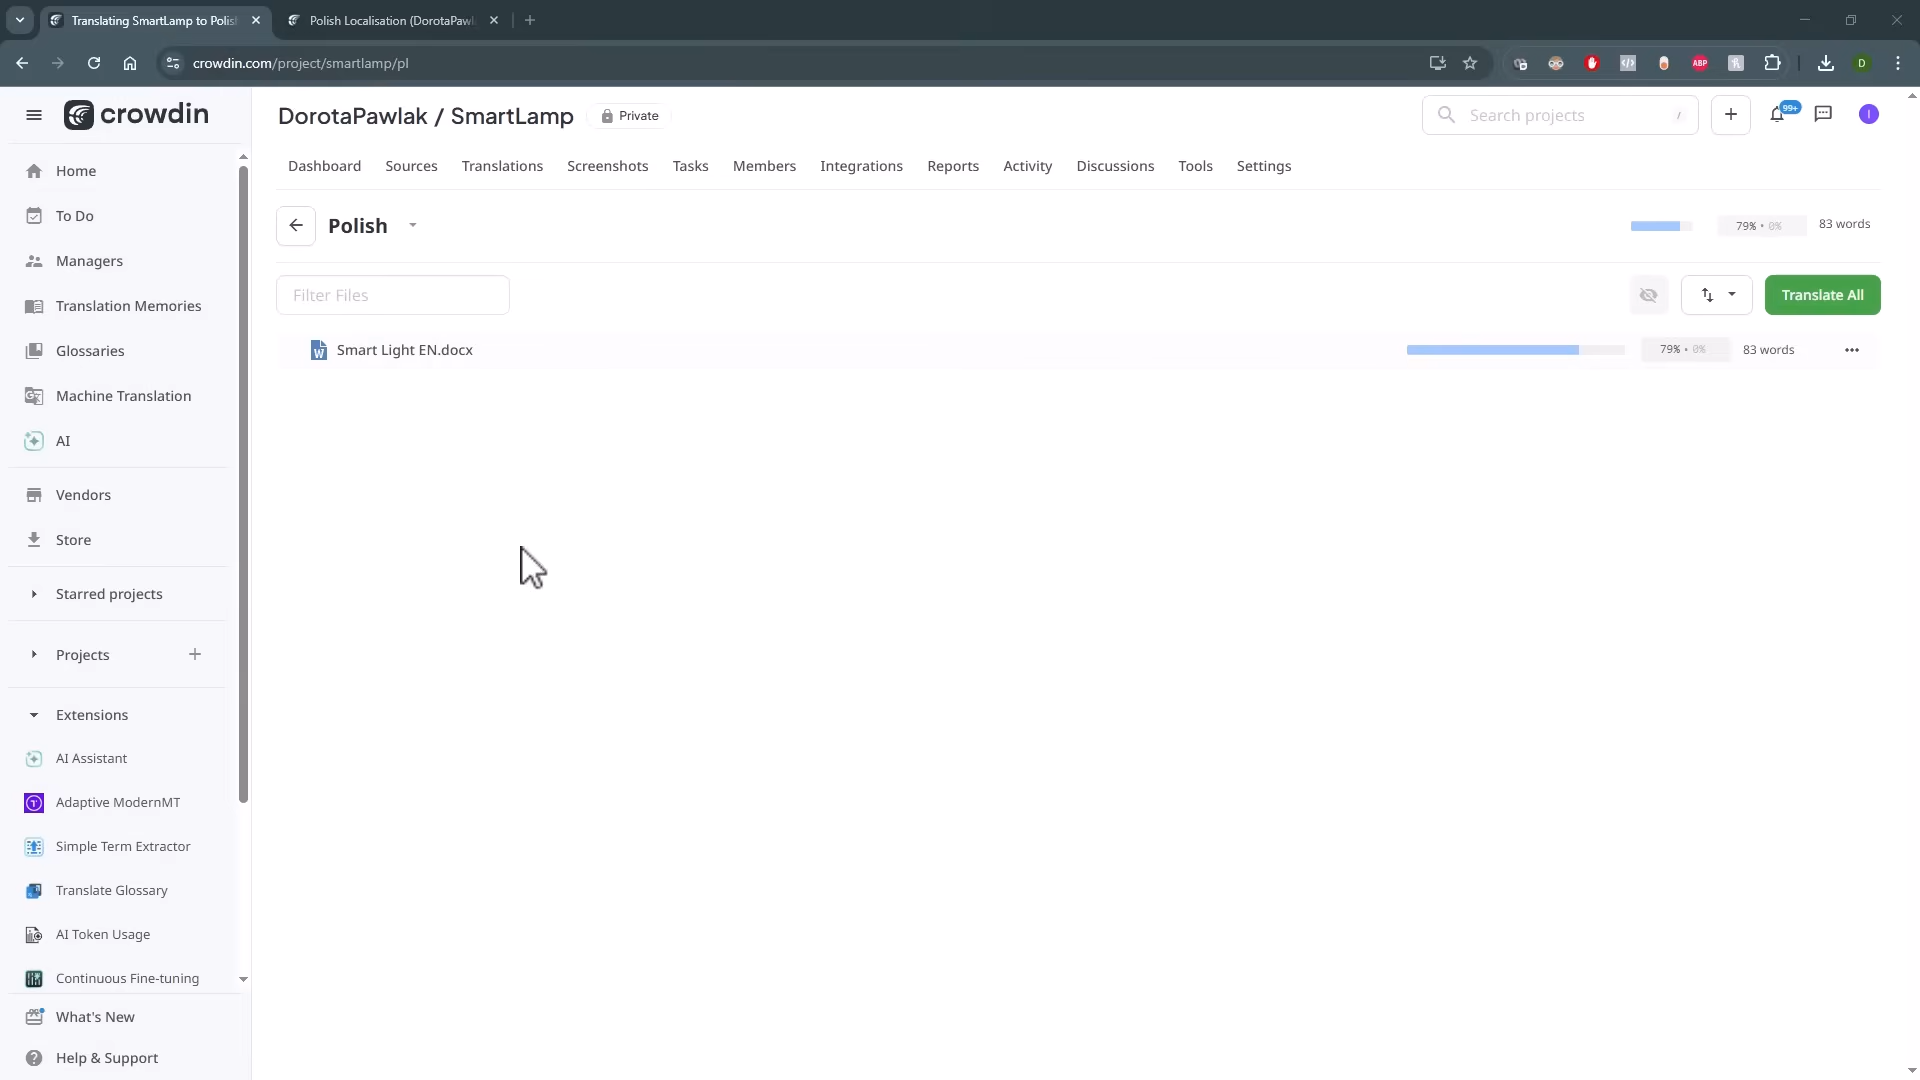 Translating SmartLamp to Polish
Polish Localisation (DorotaPawl
crowdin.com/project/smartlamp/pl
ABP
D
crowdin
DorotaPawlak / SmartLamp
Private
Search projects
/
99+
I
Dashboard
Sources
Translations
Screenshots
Tasks
Members
Integrations
Reports
Activity
Discussions
Tools
Settings
Home
To Do
Managers
Translation Memories
Glossaries
Machine Translation
AI
Vendors
Store
Starred projects
Projects
Extensions
AI Assistant
Adaptive ModernMT
Simple Term Extractor
Translate Glossary
AI Token Usage
Continuous Fine-tuning
What's New
Help & Support
Polish
79% • 0%
83 words
Filter Files
Translate All
Smart Light EN.docx
79% • 0%
83 words